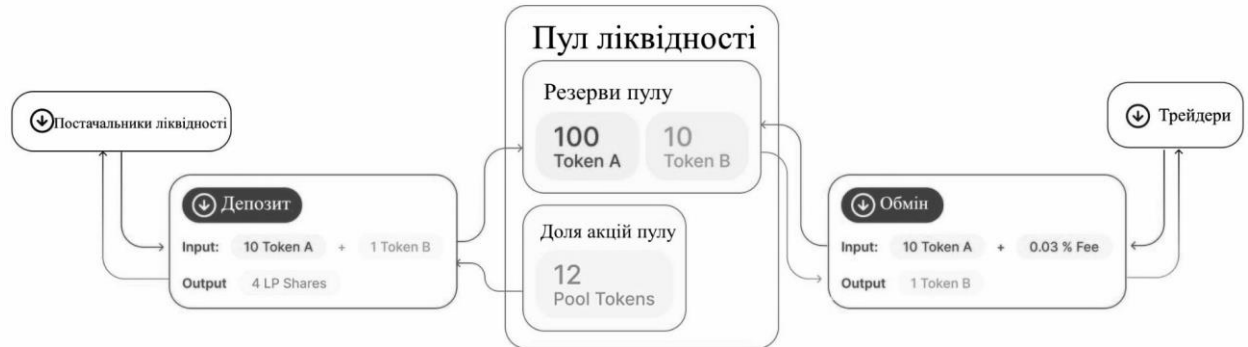 Пул ліквідності
Резерви пулу
100
Token A
10
Token B
Доля акцій пулу
12
Pool Tokens
Постачальники ліквідності
Депозит
Input: 10 Token A + 1 Token B
Output 4 LP Shares
Трейдери
Обмін
Input: 10 Token A + 0.03 % Fee
Output 1 Token B